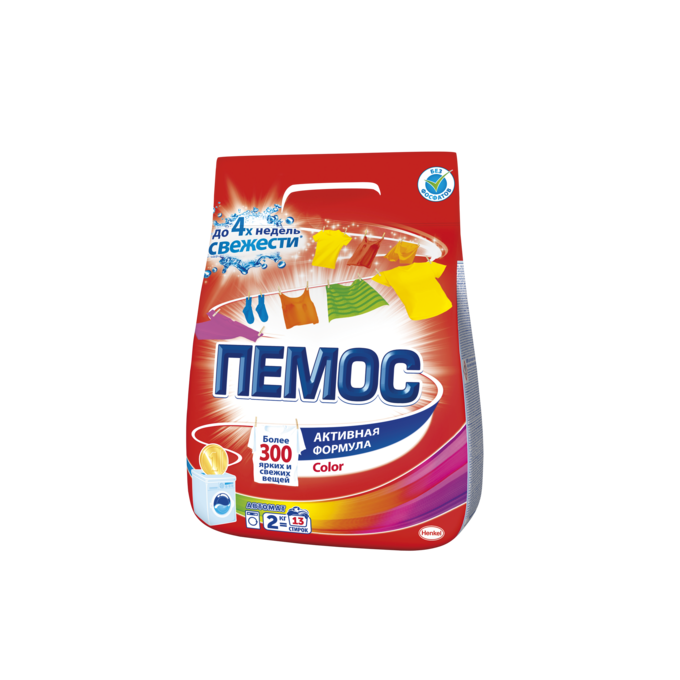 БЕЗ
ФОСФАТОВ
до 4х недель
свежести*
ПЕМОС
АКТИВНАЯ
ФОРМУЛА
Color
Более
300
ярких и
свежих
вещей
АВТОМАТ
2 кг = 13
СТИРОК
Henkel